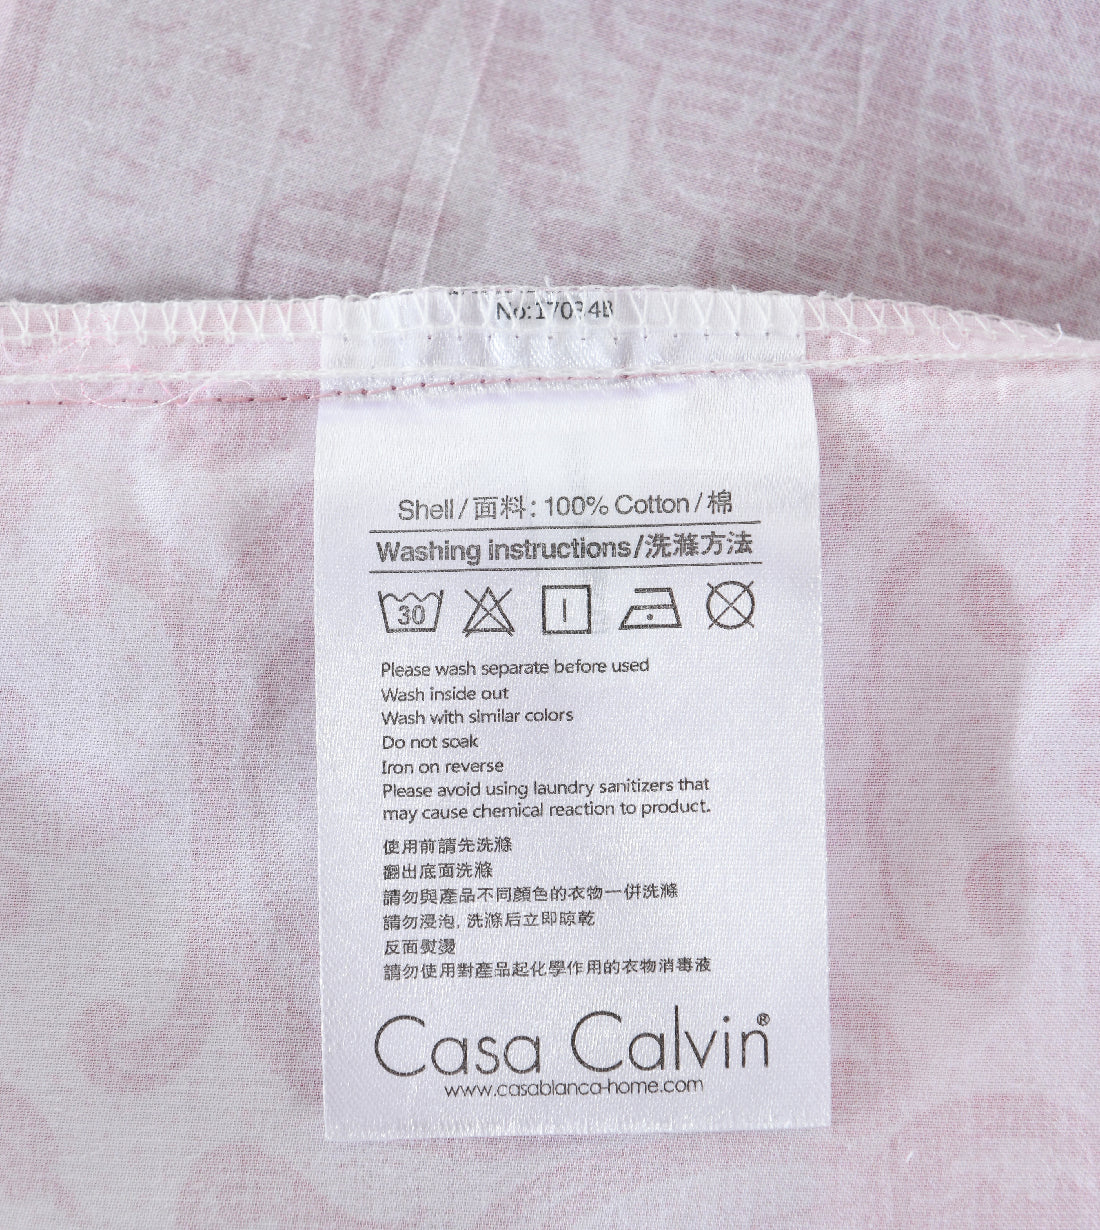 Shell/面料: 100% Cotton/棉
Washing instructions/洗滌方法
30
Please wash separate before used
Wash inside out
Wash with similar colors
Do not soak
Iron on reverse
Please avoid using laundry sanitizers that
may cause chemical reaction to product.
使用前請先洗滌
翻出底面洗滌
請勿與產品不同顏色的衣物一併洗滌
請勿浸泡, 洗滌后立即晾乾
反面熨燙
請勿使用對產品起化學作用的衣物消毒液
Casa Calvin®
www.casablanca-home.com